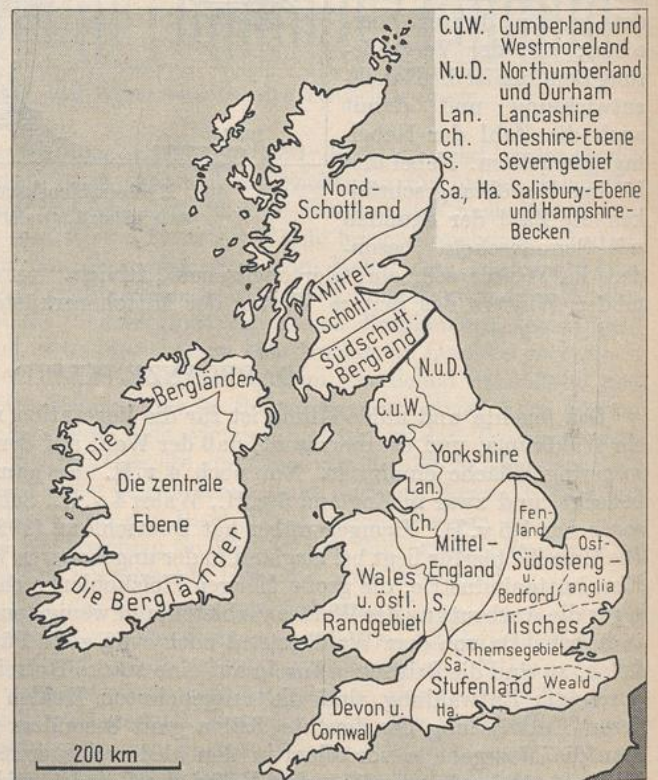 C.u.W. Cumberland und
Westmoreland
N.u.D. Northumberland
und Durham
Lan. Lancashire
Ch. Cheshire-Ebene
S. Severngebiet
Sa., Ha. Salisbury-Ebene
und Hampshire-
Becken
Nord-
Schottland
Mittel-
Schottl.
Südschott.
Bergland
N.u.D.
C.u.W.
Yorkshire
Lan.
Die Bergländer
Die zentrale
Ebene
Die Bergländer
Ch.
Mittel-
England
Wales
u. östl.
Randgebiet
S.
Fen-
land
u.
Bedford
Ost-
anglia
Südosteng-
lisches
Stufenland
Themsegebiet
Sa.
Weald
Ha.
Devon u.
Cornwall
200 km